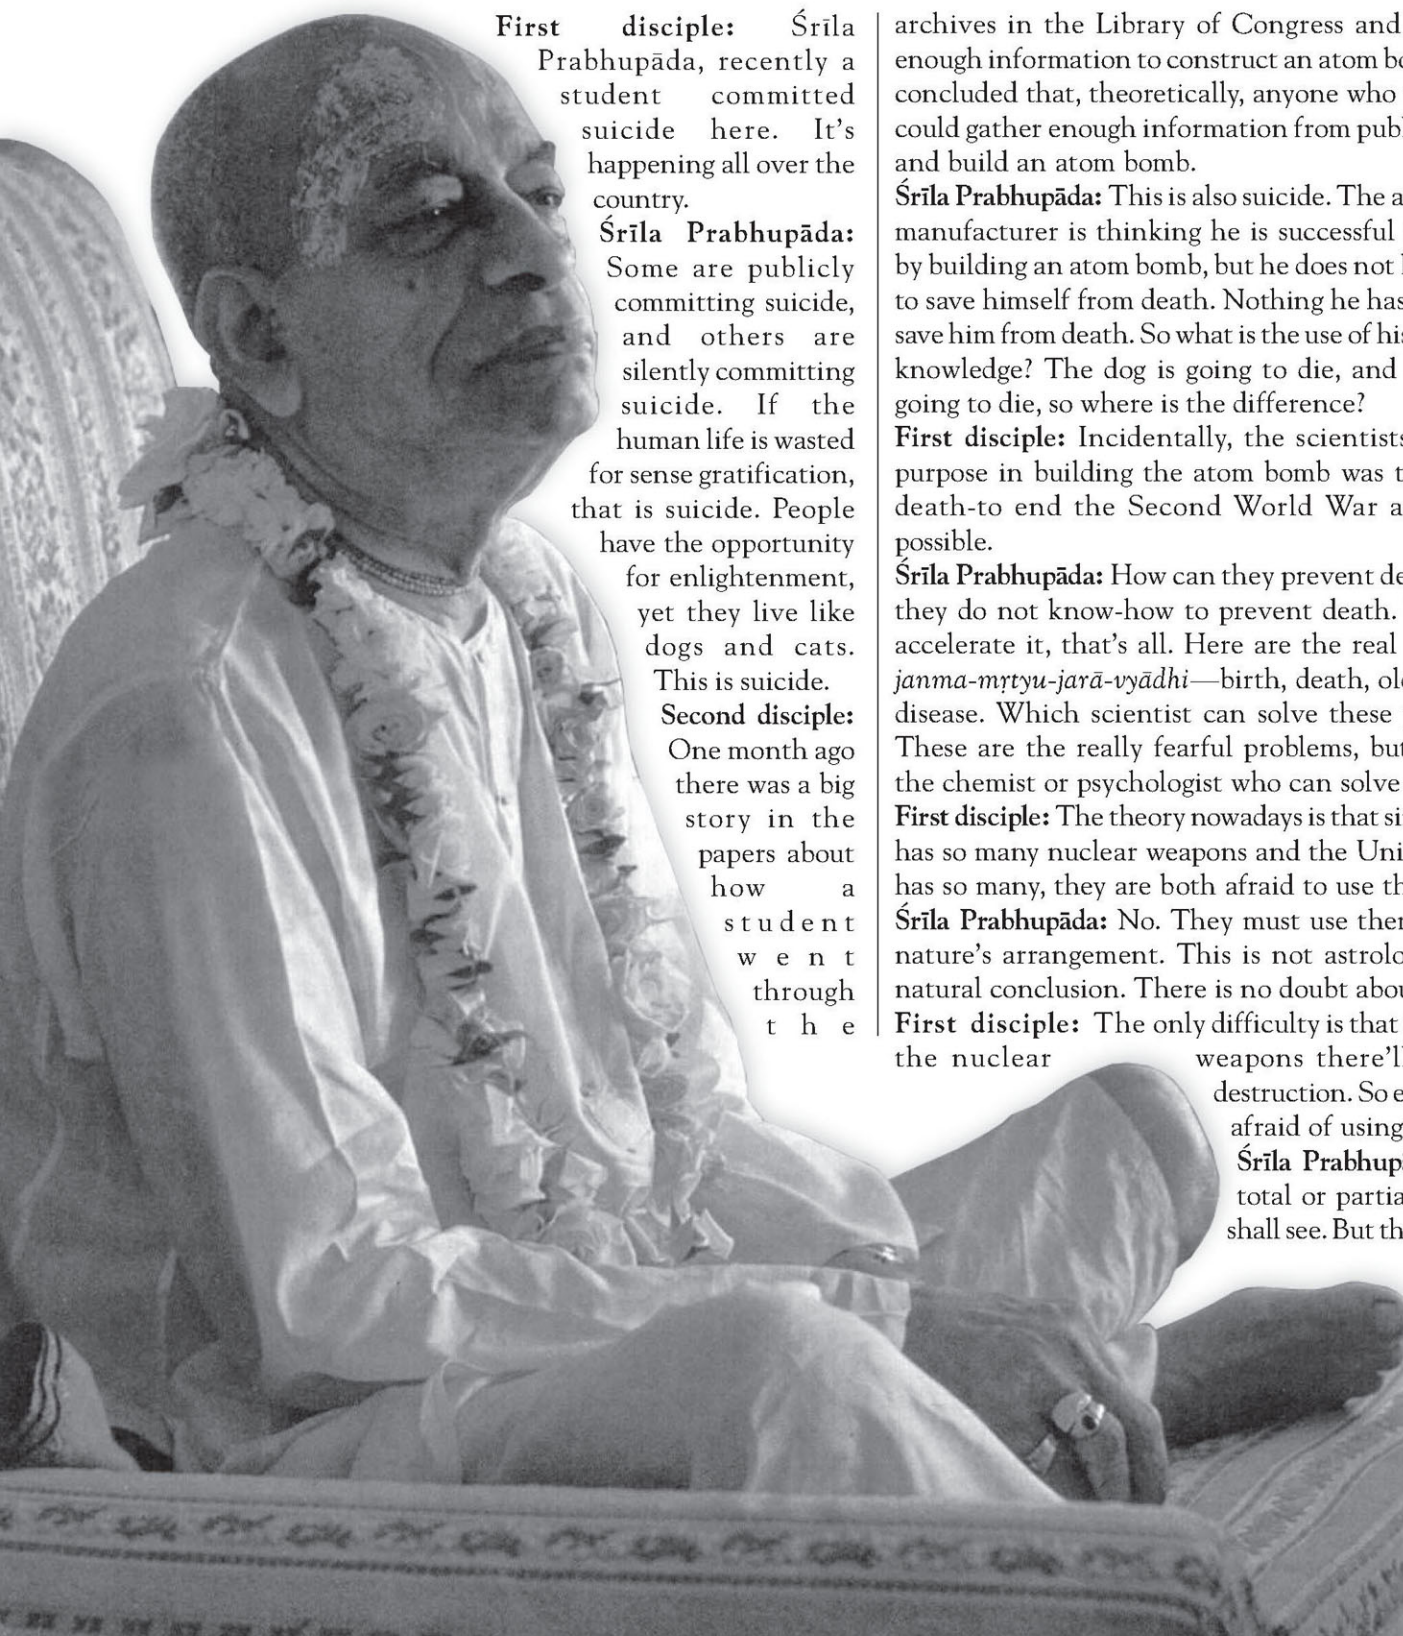 First disciple: Śrīla
Prabhupāda, recently a
student committed
suicide here. It's
happening all over the
country.
Śrīla Prabhupāda:
Some are publicly
committing suicide,
and others are
silently committing
suicide. If the
human life is wasted
for sense gratification,
that is suicide. People
have the opportunity
for enlightenment,
yet they live like
dogs and cats.
This is suicide.
Second disciple:
One month ago
there was a big
story in the
papers about
how a
student
went
through
the
archives in the Library of Congress and
enough information to construct an atom
concluded that, theoretically, anyone who
could gather enough information from
and build an atom bomb.
Śrīla Prabhupāda: This is also suicide. The
manufacturer is thinking he is successful
by building an atom bomb, but he does not
to save himself from death. Nothing he has
save him from death. So what is the use of his
knowledge? The dog is going to die, and
going to die, so where is the difference?
First disciple: Incidentally, the scientists
purpose in building the atom bomb was
death-to end the Second World War
possible.
Śrīla Prabhupāda: How can they prevent
they do not know-how to prevent death.
accelerate it, that's all. Here are the real
janma-mṛtyu-jarā-vyādhi—birth, death,
disease. Which scientist can solve these
These are the really fearful problems, but
the chemist or psychologist who can solve
First disciple: The theory nowadays is that
has so many nuclear weapons and the
has so many, they are both afraid to use
Śrīla Prabhupāda: No. They must use
nature's arrangement. This is not
natural conclusion. There is no doubt
First disciple: The only difficulty is that
the nuclear weapons
destruction. So
afraid of using
Śrīla
total or
shall see. But